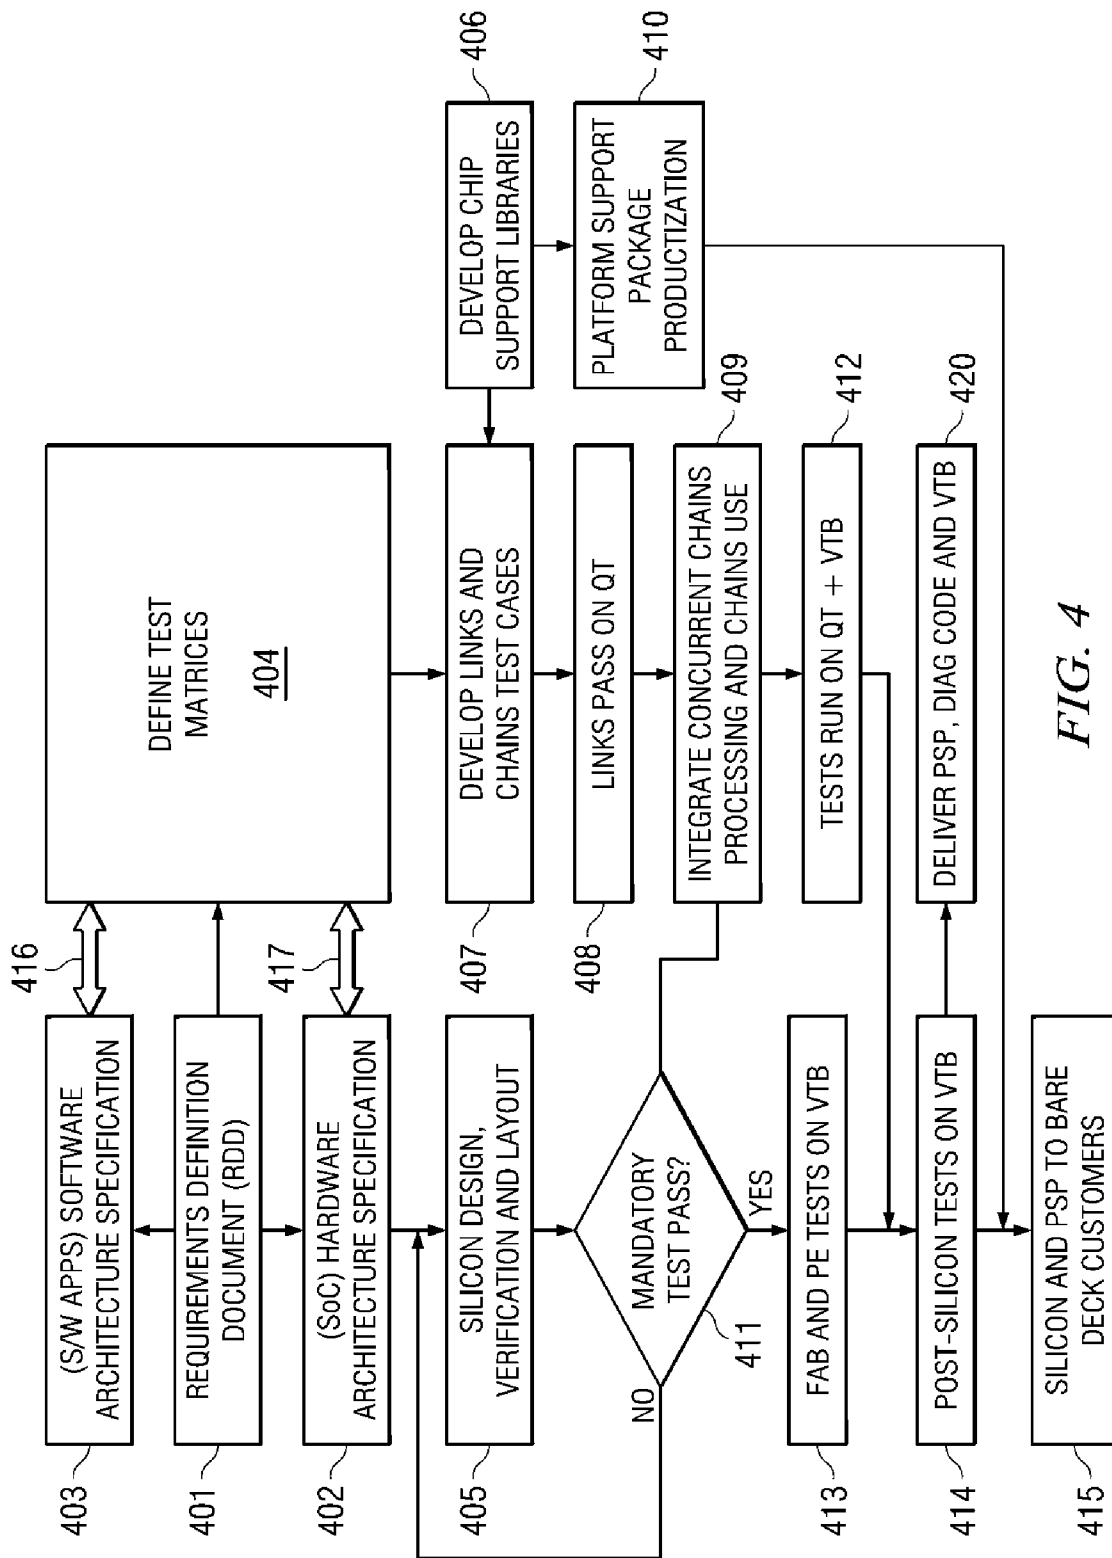 403
(S/W APPS) SOFTWARE
ARCHITECTURE SPECIFICATION
416
DEFINE TEST
MATRICES
404
401
REQUIREMENTS DEFINITION
DOCUMENT (RDD)
402
(SoC) HARDWARE
ARCHITECTURE SPECIFICATION
417
405
SILICON DESIGN,
VERIFICATION AND LAYOUT
407
DEVELOP LINKS AND
CHAINS TEST CASES
DEVELOP CHIP
SUPPORT LIBRARIES
406
408
LINKS PASS ON QT
PLATFORM SUPPORT
PACKAGE
PRODUCTIZATION
410
NO
MANDATORY
TEST PASS?
411
YES
INTEGRATE CONCURRENT CHAINS
PROCESSING AND CHAINS USE
409
413
FAB AND PE TESTS ON VTB
TESTS RUN ON QT + VTB
412
414
POST-SILICON TESTS ON VTB
DELIVER PSP, DIAG CODE AND VTB
420
415
SILICON AND PSP TO BARE
DECK CUSTOMERS
FIG. 4